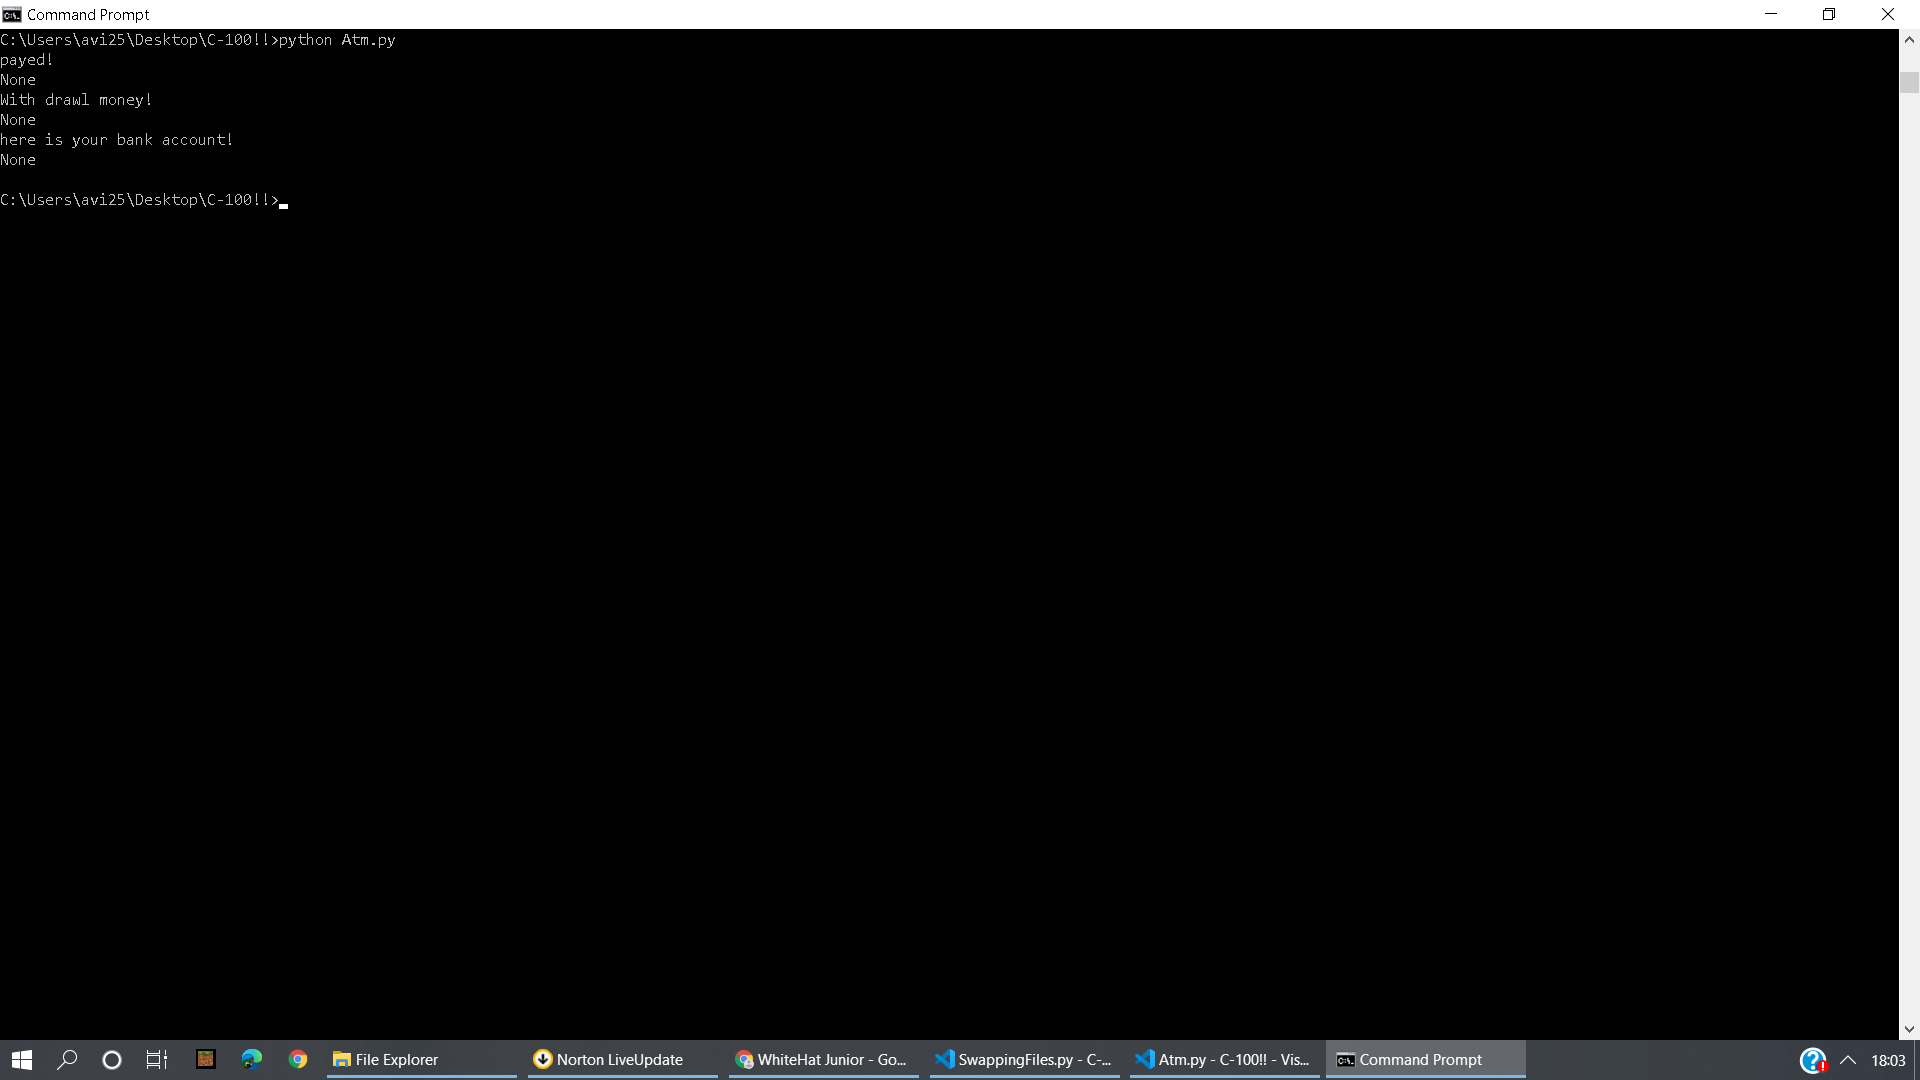 Command Prompt
C:\Users\avi25\Desktop\C-100!!>python Atm.py
payed!
None
With drawl money!
None
here is your bank account!
None
C:\Users\avi25\Desktop\C-100!!>
File Explorer
Norton LiveUpdate
WhiteHat Junior - Go...
SwappingFiles.py - C-...
Atm.py - C-100!! - Vis...
Command Prompt
18:03